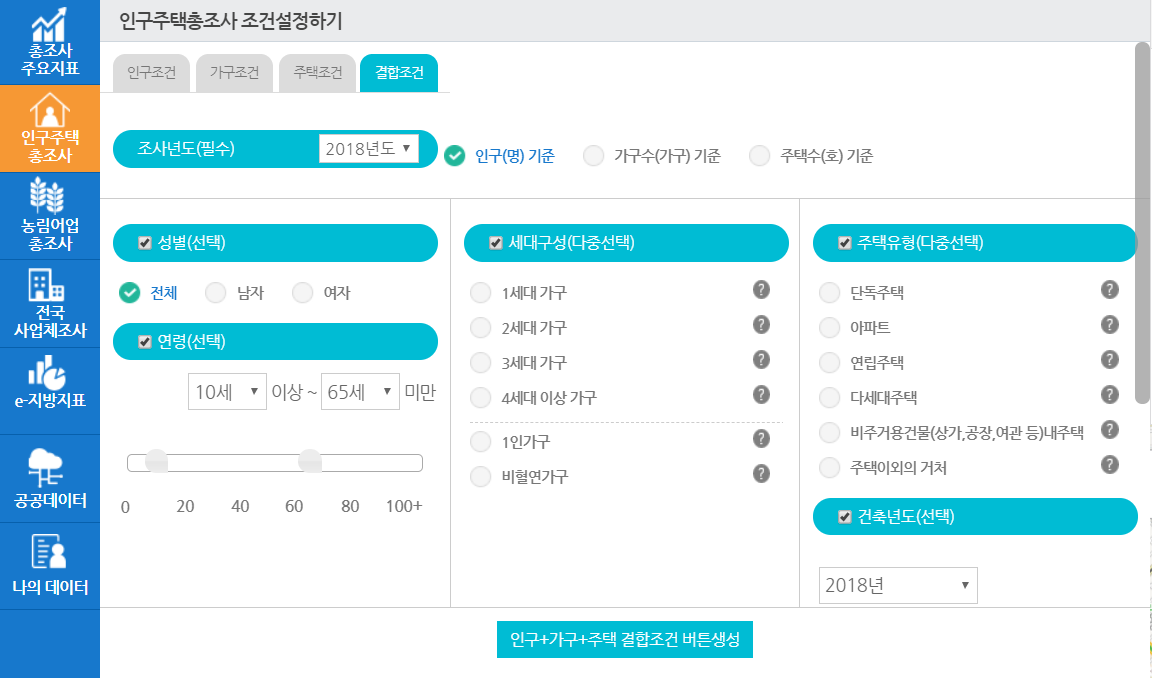 총조사
주요지표
인구주택
총조사
농림어업
총조사
전국
사업체조사
e-지방지표
공공데이터
나의 데이터
인구주택총조사 조건설정하기
인구조건 가구조건 주택조건 결합조건
조사년도(필수) 2018년도 인구(명) 기준 가구수(가구) 기준 주택수(호) 기준
성별(선택)
전체 남자 여자
연령(선택)
10세 이상 ~ 65세 미만
0 20 40 60 80 100+
세대구성(다중선택)
1세대 가구 ?
2세대 가구 ?
3세대 가구 ?
4세대 이상 가구 ?
1인가구 ?
비혈연가구 ?
주택유형(다중선택)
단독주택 ?
아파트 ?
연립주택 ?
다세대주택 ?
비주거용건물(상가,공장,여관 등)내주택 ?
주택이외의 거처 ?
건축년도(선택)
2018년
인구+가구+주택 결합조건 버튼생성